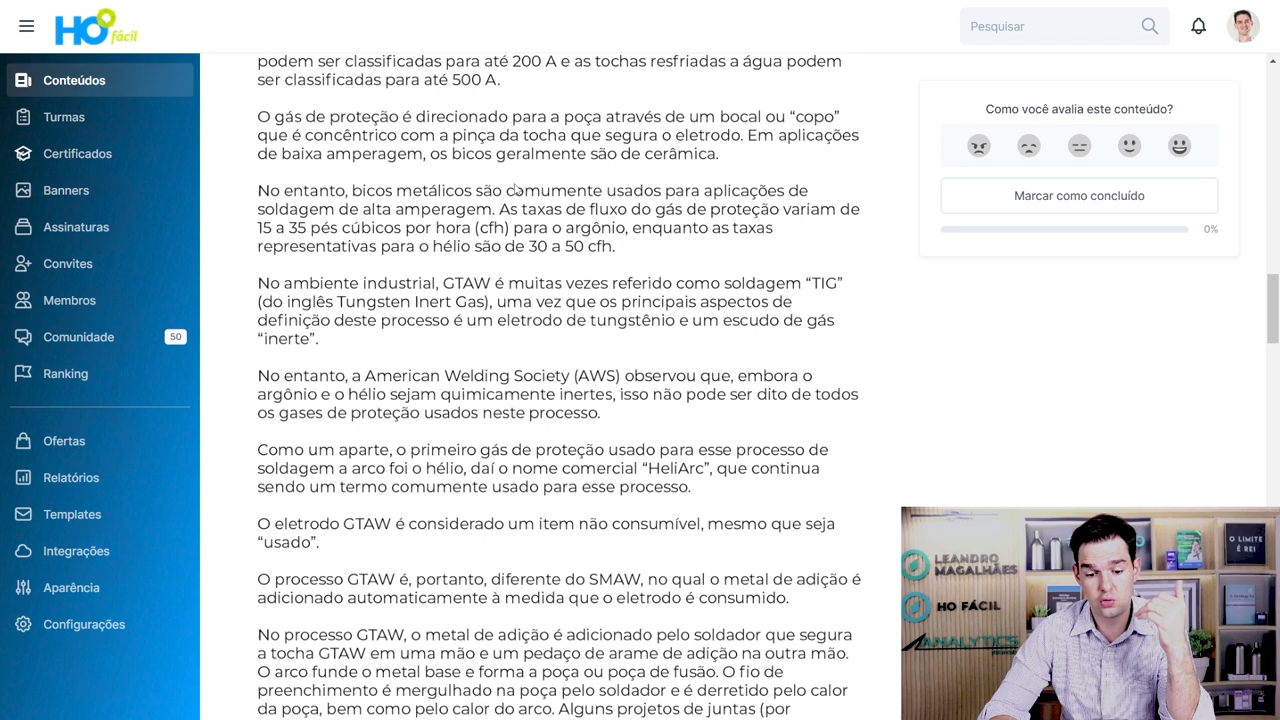 HO fácil
Pesquisar
Conteúdos
Turmas
Certificados
Banners
Assinaturas
Convites
Membros
Comunidade 50
Ranking
Ofertas
Relatórios
Templates
Integrações
Aparência
Configurações
podem ser classificadas para até 200 A e as tochas resfriadas a água podem
ser classificadas para até 500 A.
O gás de proteção é direcionado para a poça através de um bocal ou “copo”
que é concêntrico com a pinça da tocha que segura o eletrodo. Em aplicações
de baixa amperagem, os bicos geralmente são de cerâmica.
No entanto, bicos metálicos são comumente usados para aplicações de
soldagem de alta amperagem. As taxas de fluxo do gás de proteção variam de
15 a 35 pés cúbicos por hora (cfh) para o argônio, enquanto as taxas
representativas para o hélio são de 30 a 50 cfh.
No ambiente industrial, GTAW é muitas vezes referido como soldagem “TIG”
(do inglês Tungsten Inert Gas), uma vez que os principais aspectos de
definição deste processo é um eletrodo de tungstênio e um escudo de gás
“inerte”.
No entanto, a American Welding Society (AWS) observou que, embora o
argônio e o hélio sejam quimicamente inertes, isso não pode ser dito de todos
os gases de proteção usados neste processo.
Como um aparte, o primeiro gás de proteção usado para esse processo de
soldagem a arco foi o hélio, daí o nome comercial “HeliArc”, que continua
sendo um termo comumente usado para esse processo.
O eletrodo GTAW é considerado um item não consumível, mesmo que seja
“usado”.
O processo GTAW é, portanto, diferente do SMAW, no qual o metal de adição é
adicionado automaticamente à medida que o eletrodo é consumido.
No processo GTAW, o metal de adição é adicionado pelo soldador que segura
a tocha GTAW em uma mão e um pedaço de arame de adição na outra mão.
O arco funde o metal base e forma a poça ou poça de fusão. O fio de
preenchimento é mergulhado na poça pelo soldador e é derretido pelo calor
da poça, bem como pelo calor do arco. Alguns projetos de juntas (por
Como você avalia este conteúdo?
Marcar como concluído
0%
LEANDRO
MAGALHÃES
HO FÁCIL
ANALYTICS
O LIMITE
É REI